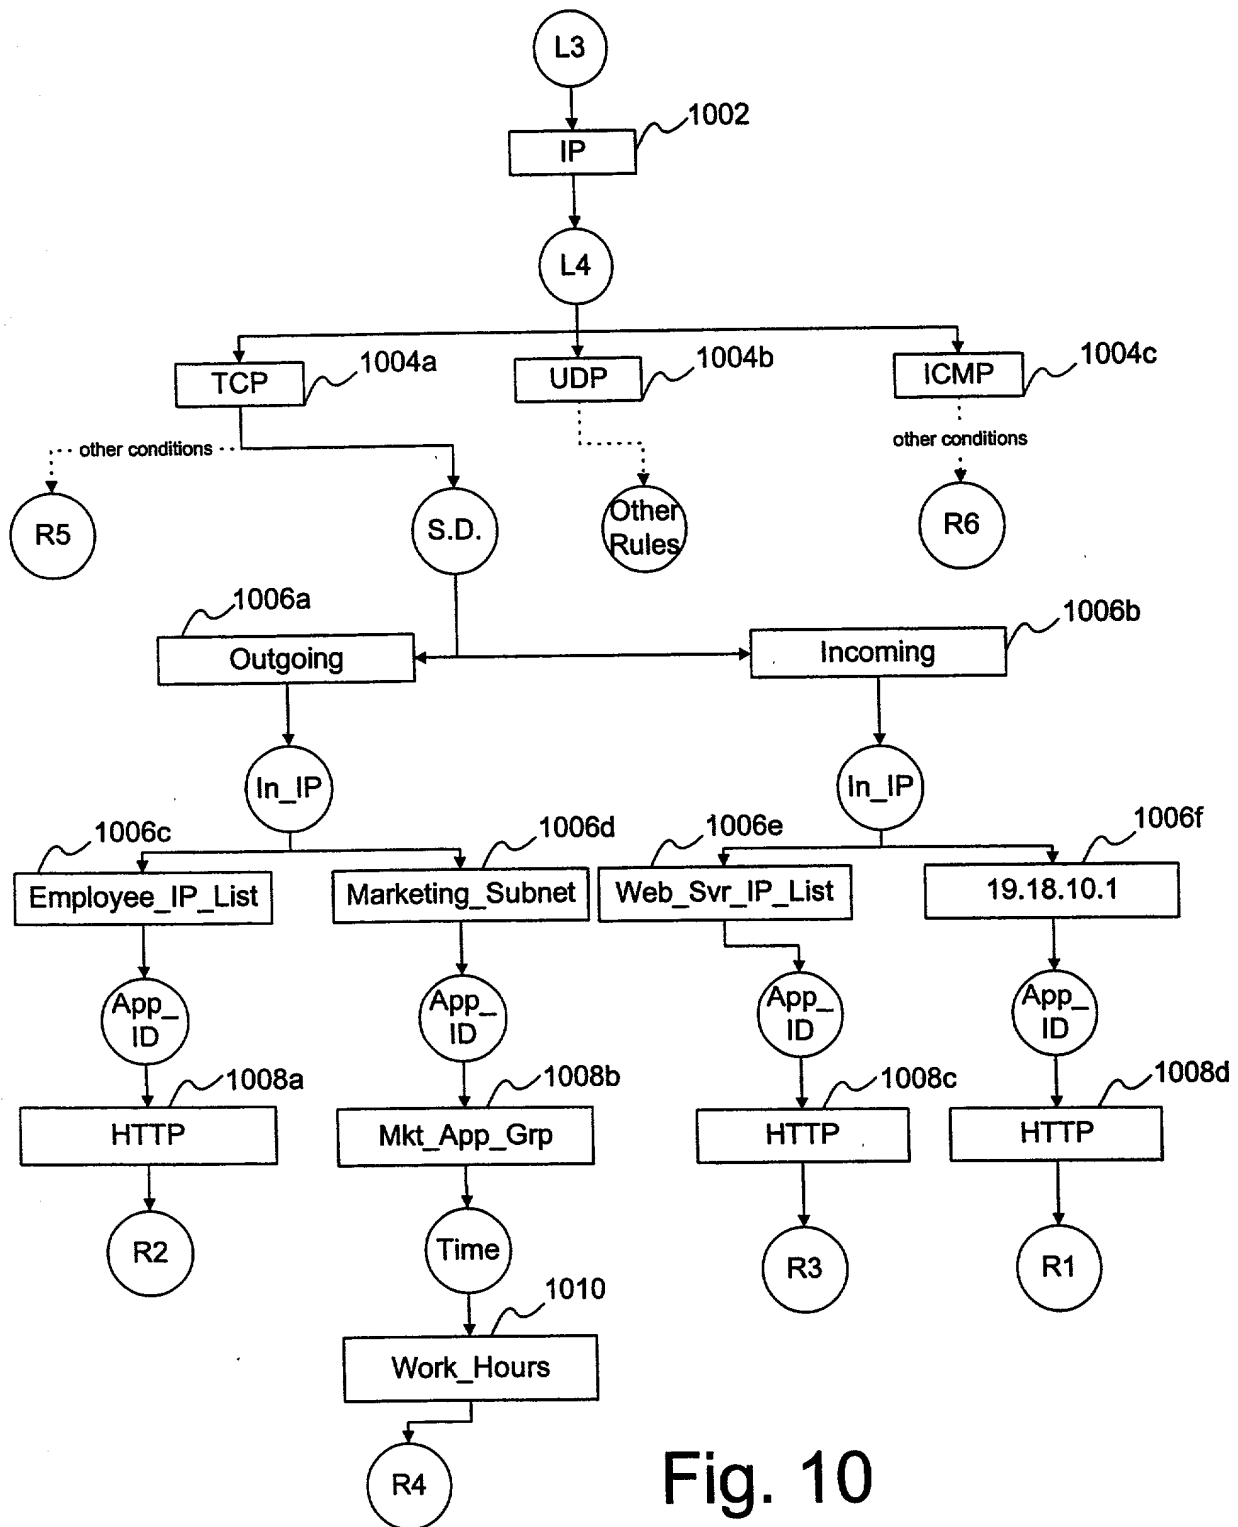 L3
1002
IP
L4
1004a
1004b
1004c
TCP
UDP
ICMP
other conditions
other conditions
R5
S.D.
Other
Rules
R6
1006a
1006b
Outgoing
Incoming
In_IP
In_IP
1006c
1006d
1006e
1006f
Employee_IP_List
Marketing_Subnet
Web_Svr_IP_List
19.18.10.1
App_
ID
App_
ID
App_
ID
App_
ID
1008a
1008b
1008c
1008d
HTTP
Mkt_App_Grp
HTTP
HTTP
R2
Time
R3
R1
1010
Work_Hours
R4
Fig. 10